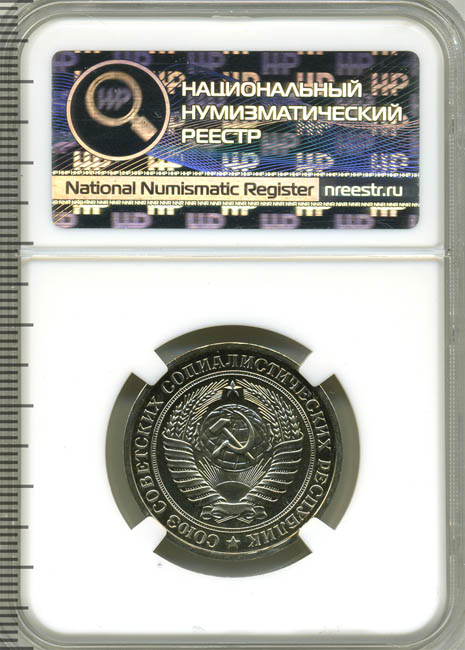 НАЦИОНАЛЬНЫЙ
НУМИЗМАТИЧЕСКИЙ
РЕЕСТР
National Numismatic Register nreestr.ru
СОЮЗ СОВЕТСКИХ СОЦИАЛИСТИЧЕСКИХ РЕСПУБЛИК